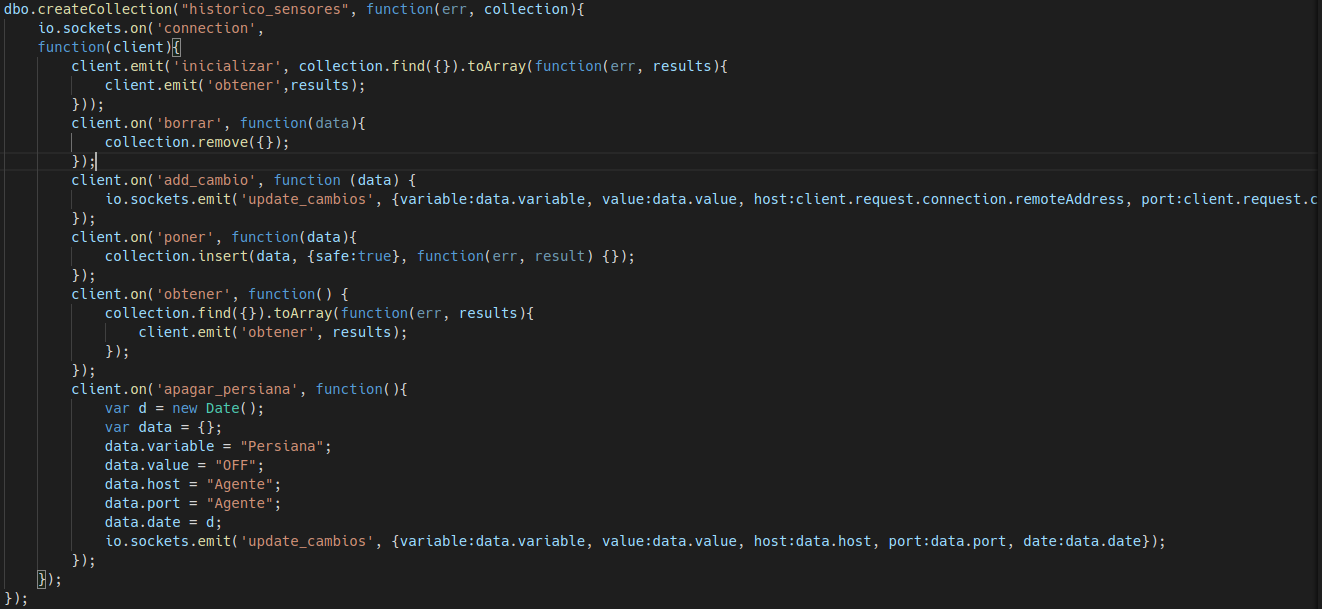 dbo.createCollection("historico_sensores", function(err, collection){
    io.sockets.on('connection',
    function(client){
        client.emit('inicializar', collection.find({}).toArray(function(err, results){
            client.emit('obtener',results);
        }));
        client.on('borrar', function(data){
            collection.remove({});
        });
        client.on('add_cambio', function (data) {
            io.sockets.emit('update_cambios', {variable:data.variable, value:data.value, host:client.request.connection.remoteAddress, port:client.request.c
        });
        client.on('poner', function(data){
            collection.insert(data, {safe:true}, function(err, result) {});
        });
        client.on('obtener', function() {
            collection.find({}).toArray(function(err, results){
                client.emit('obtener', results);
            });
        });
        client.on('apagar_persiana', function(){
            var d = new Date();
            var data = {};
            data.variable = "Persiana";
            data.value = "OFF";
            data.host = "Agente";
            data.port = "Agente";
            data.date = d;
            io.sockets.emit('update_cambios', {variable:data.variable, value:data.value, host:data.host, port:data.port, date:data.date});
        });
    });
});